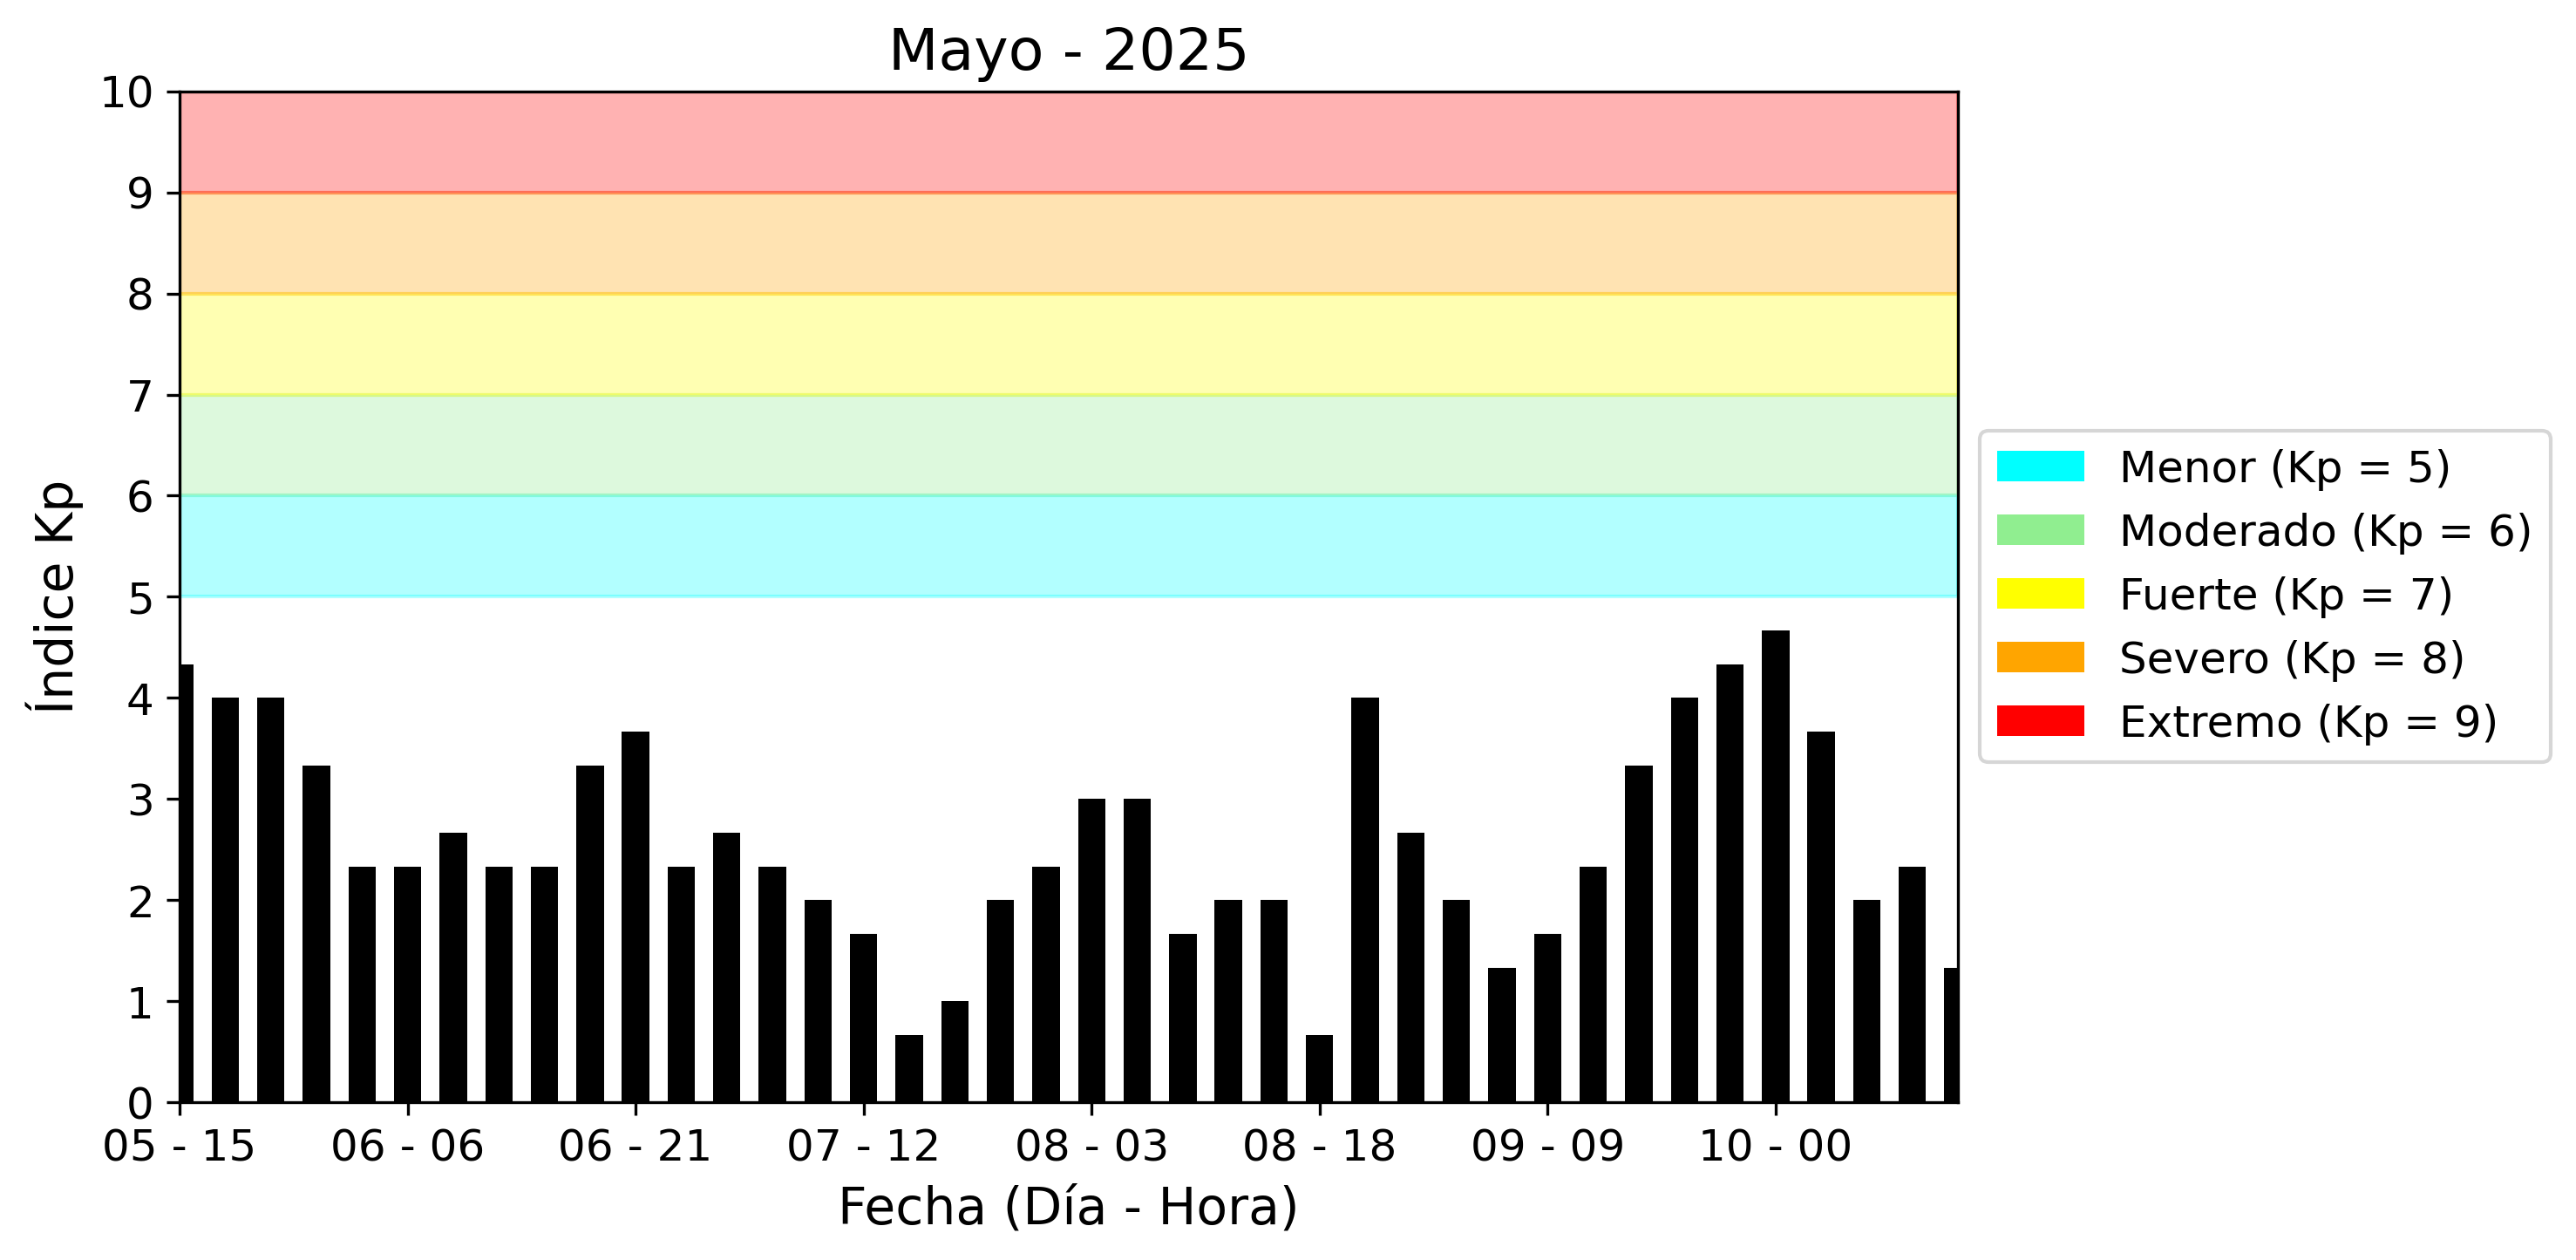 Mayo - 2025
10
9
8
7
6
5
4
3
2
1
0
Índice Kp
05 - 15
06 - 06
06 - 21
07 - 12
08 - 03
08 - 18
09 - 09
10 - 00
Fecha (Día - Hora)
Menor (Kp = 5)
Moderado (Kp = 6)
Fuerte (Kp = 7)
Severo (Kp = 8)
Extremo (Kp = 9)